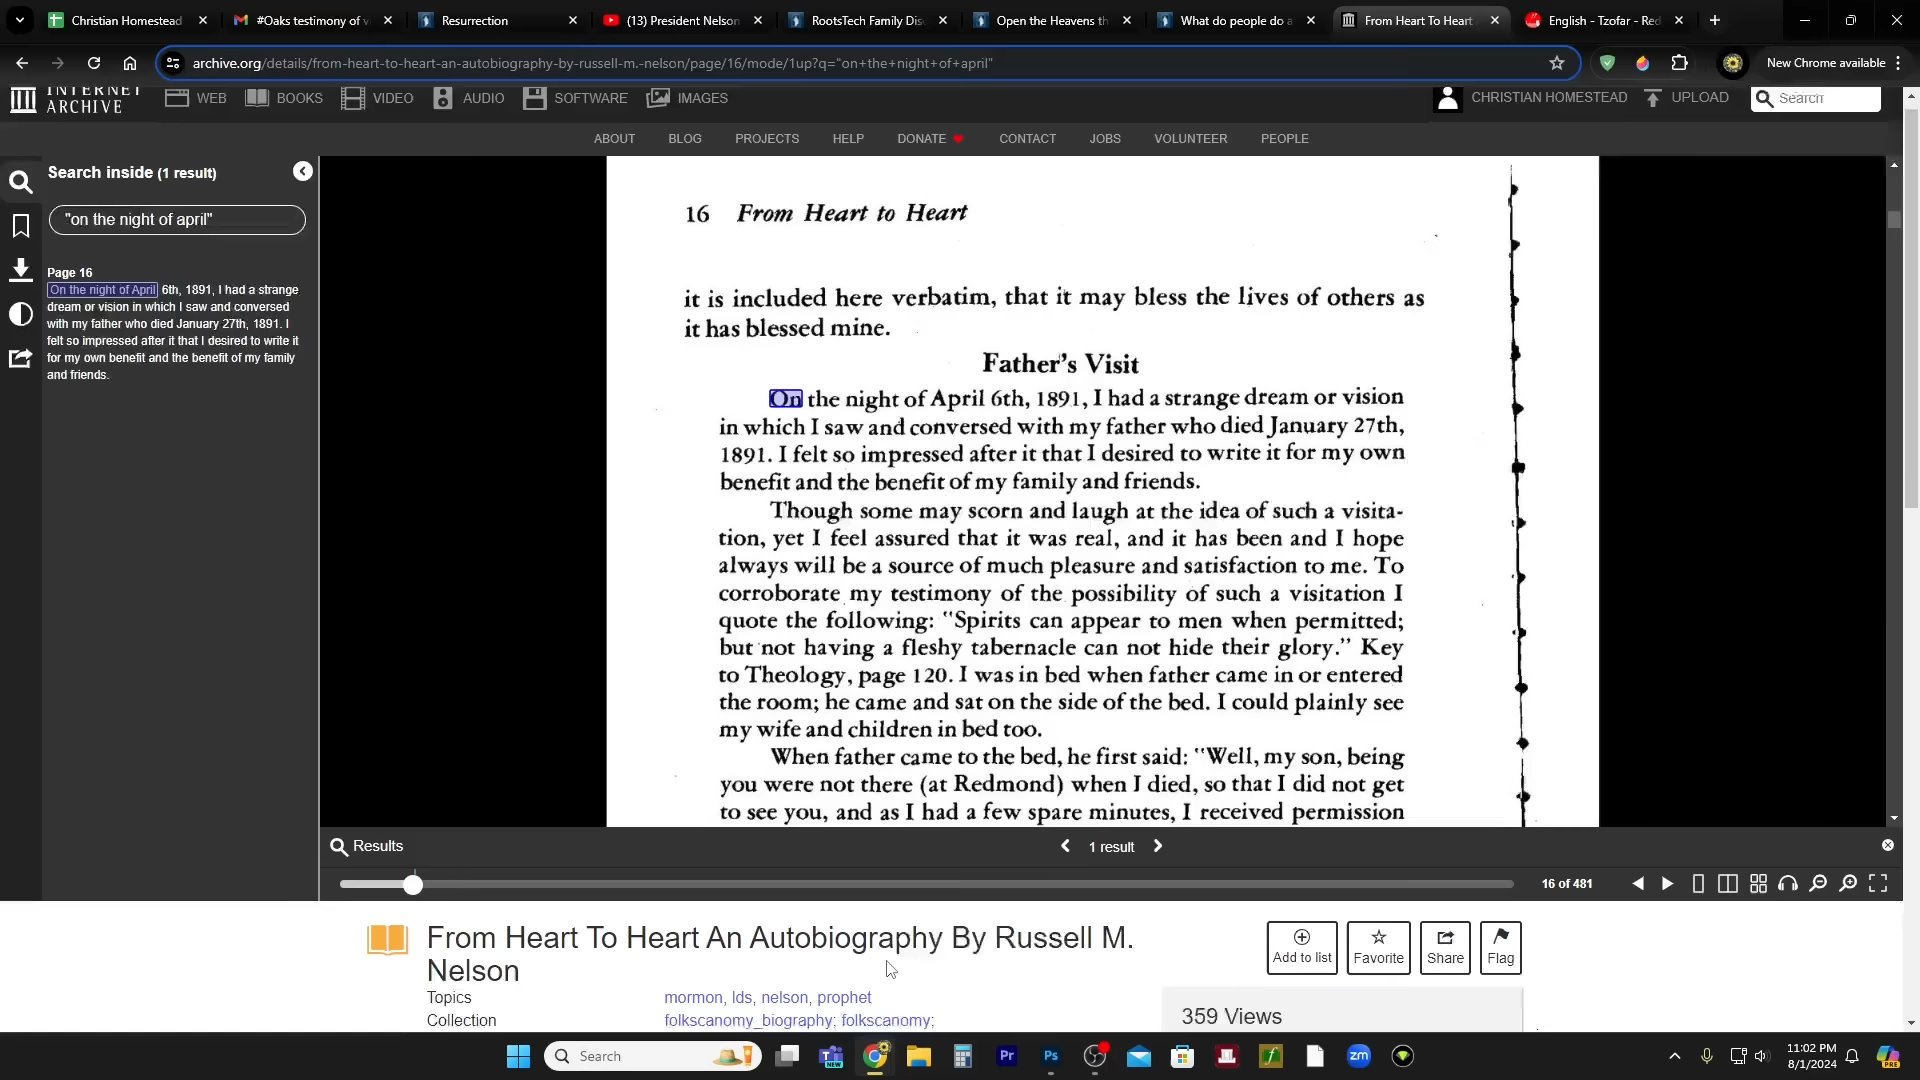 Christian Homestead
#Oaks testimony of v
Resurrection
(13) President Nelson
RootsTech Family Dis
Open the Heavens th
What do people do a
From Heart To Heart
English - Tzofar - Red
archive.org/details/from-heart-to-heart-an-autobiography-by-russell-m.-nelson/page/16/mode/1up?q="on+the+night+of+april"
New Chrome available
INTERNET
ARCHIVE
WEB BOOKS VIDEO AUDIO SOFTWARE IMAGES
CHRISTIAN HOMESTEAD UPLOAD Search
ABOUT BLOG PROJECTS HELP DONATE CONTACT JOBS VOLUNTEER PEOPLE
Search inside (1 result)
"on the night of april"
Page 16
On the night of April 6th, 1891, I had a strange
dream or vision in which I saw and conversed
with my father who died January 27th, 1891. I
felt so impressed after it that I desired to write it
for my own benefit and the benefit of my family
and friends.
16 From Heart to Heart
it is included here verbatim, that it may bless the lives of others as
it has blessed mine.
Father's Visit
On the night of April 6th, 1891, I had a strange dream or vision
in which I saw and conversed with my father who died January 27th,
1891. I felt so impressed after it that I desired to write it for my own
benefit and the benefit of my family and friends.
Though some may scorn and laugh at the idea of such a visita-
tion, yet I feel assured that it was real, and it has been and I hope
always will be a source of much pleasure and satisfaction to me. To
corroborate my testimony of the possibility of such a visitation I
quote the following: "Spirits can appear to men when permitted;
but not having a fleshy tabernacle can not hide their glory." Key
to Theology, page 120. I was in bed when father came in or entered
the room; he came and sat on the side of the bed. I could plainly see
my wife and children in bed too.
When father came to the bed, he first said: "Well, my son, being
you were not there (at Redmond) when I died, so that I did not get
to see you, and as I had a few spare minutes, I received permission
Results
1 result
16 of 481
From Heart To Heart An Autobiography By Russell M.
Nelson
Add to list
Favorite
Share
Flag
Topics mormon, lds, nelson, prophet
Collection folkscanomy_biography; folkscanomy;
359 Views
Search
NEW
Pr
Ps
zm
11:02 PM
8/1/2024
PRE